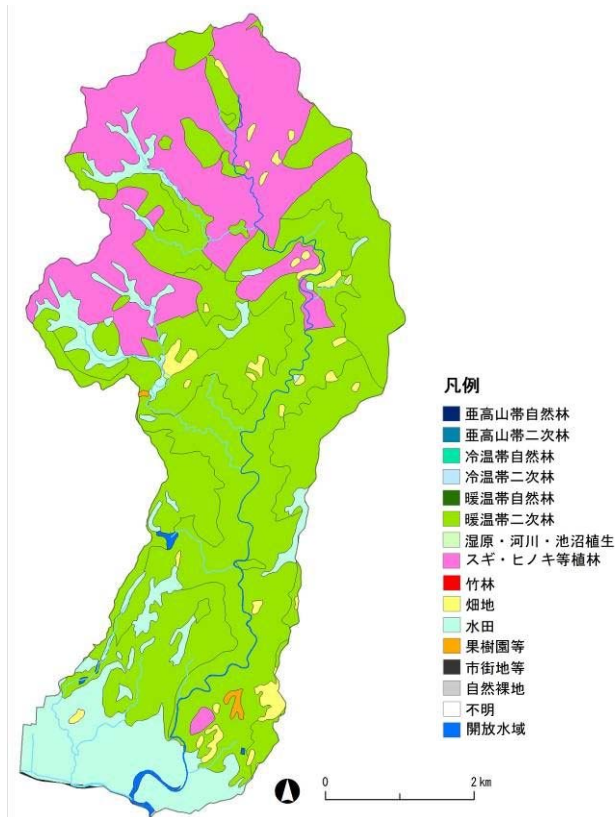 凡例
亜高山帯自然林
亜高山帯二次林
冷温帯自然林
冷温帯二次林
暖温帯自然林
暖温帯二次林
湿原・河川・池沼植生
スギ・ヒノキ等植林
竹林
畑地
水田
果樹園等
市街地等
自然裸地
不明
開放水域
0 2 km